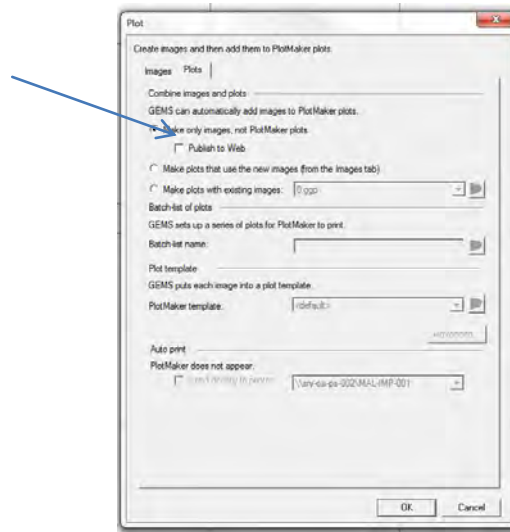 Plot
Create images and then add them to PlotMaker plots.
Images Plots
Combine images and plots
GEMS can automatically add images to PlotMaker plots.
Make only images, not PlotMaker plots
Publish to Web
Make plots that use the new images (from the Images tab)
Make plots with existing images:
Batch-list of plots
GEMS sets up a series of plots for PlotMaker to print.
Batch-list name:
Plot template
GEMS puts each image into a plot template.
PlotMaker template: <default>
Auto print
PlotMaker does not appear.
OK Cancel